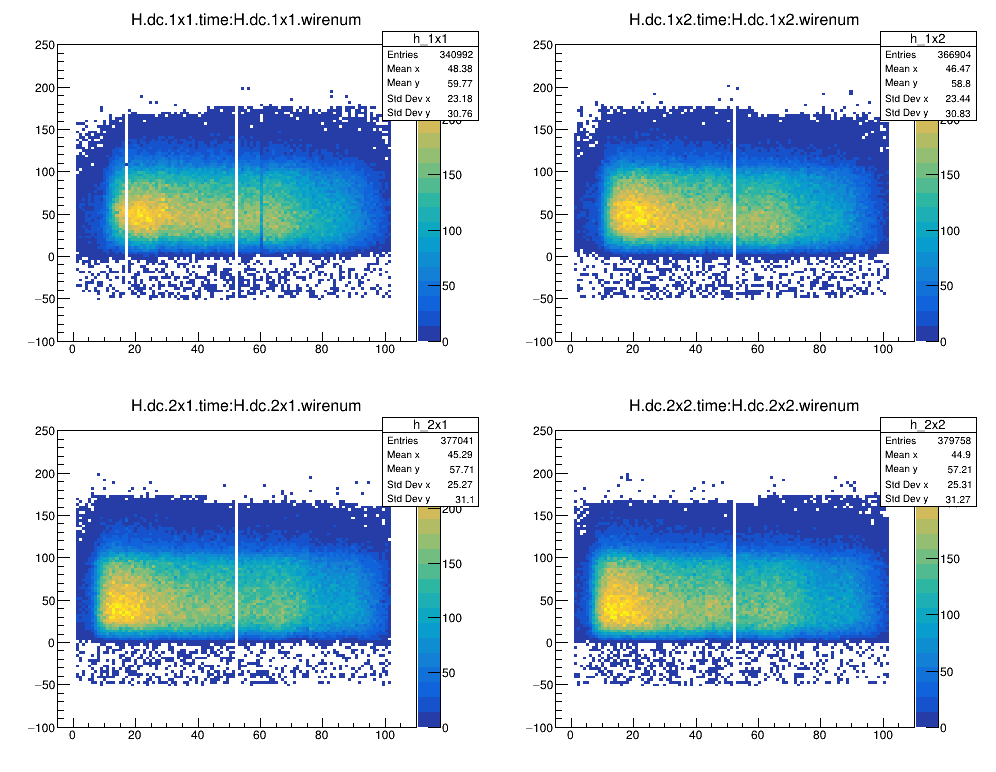 H.dc.1x1.time:H.dc.1x1.wirenum
h_1x1
Entries 340992
Mean x 48.38
Mean y 59.77
Std Dev x 23.18
Std Dev y 30.76
250
200
150
100
50
0
−50
−100
0 20 40 60 80 100
200
150
100
50
0
H.dc.1x2.time:H.dc.1x2.wirenum
h_1x2
Entries 366904
Mean x 46.47
Mean y 58.8
Std Dev x 23.44
Std Dev y 30.83
250
200
150
100
50
0
−50
−100
0 20 40 60 80 100
200
150
100
50
0
H.dc.2x1.time:H.dc.2x1.wirenum
h_2x1
Entries 377041
Mean x 45.29
Mean y 57.71
Std Dev x 25.27
Std Dev y 31.1
250
200
150
100
50
0
−50
−100
0 20 40 60 80 100
200
150
100
50
0
H.dc.2x2.time:H.dc.2x2.wirenum
h_2x2
Entries 379758
Mean x 44.9
Mean y 57.21
Std Dev x 25.31
Std Dev y 31.27
250
200
150
100
50
0
−50
−100
0 20 40 60 80 100
150
100
50
0